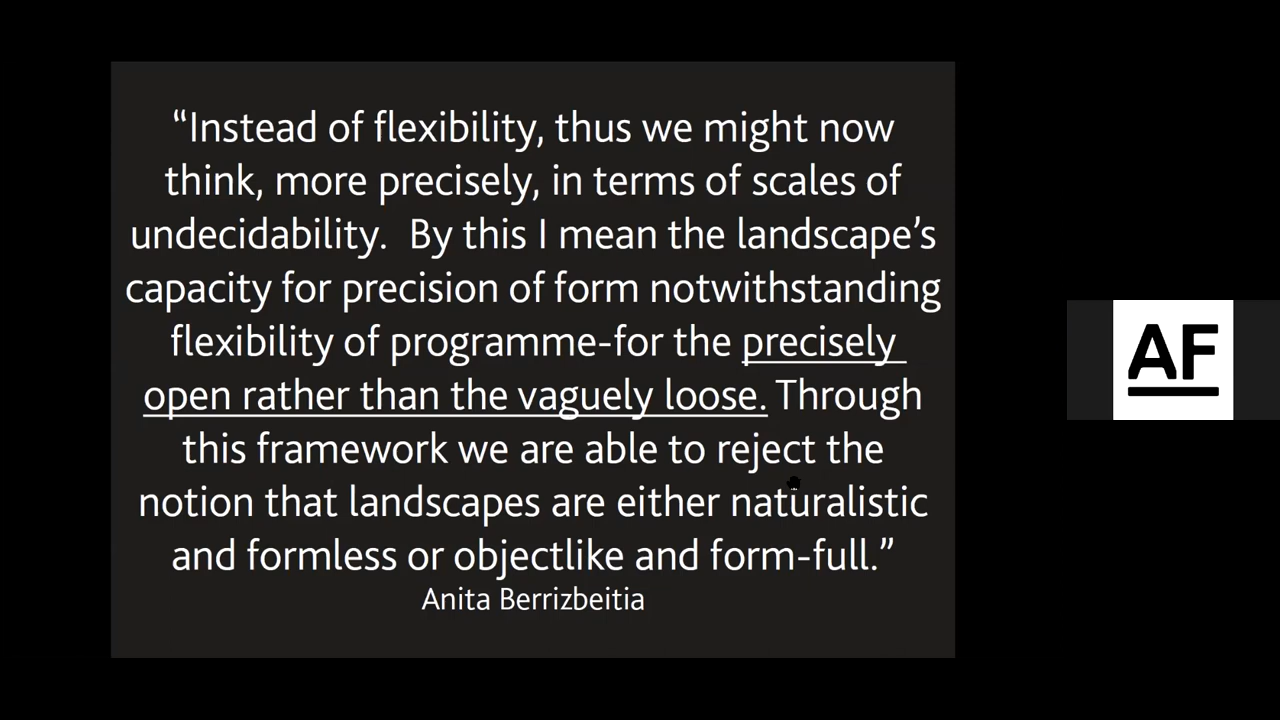 “Instead of flexibility, thus we might now
think, more precisely, in terms of scales of
undecidability.  By this I mean the landscape’s
capacity for precision of form notwithstanding
flexibility of programme-for the precisely
open rather than the vaguely loose. Through
this framework we are able to reject the
notion that landscapes are either naturalistic
and formless or objectlike and form-full.”
Anita Berrizbeitia
AF